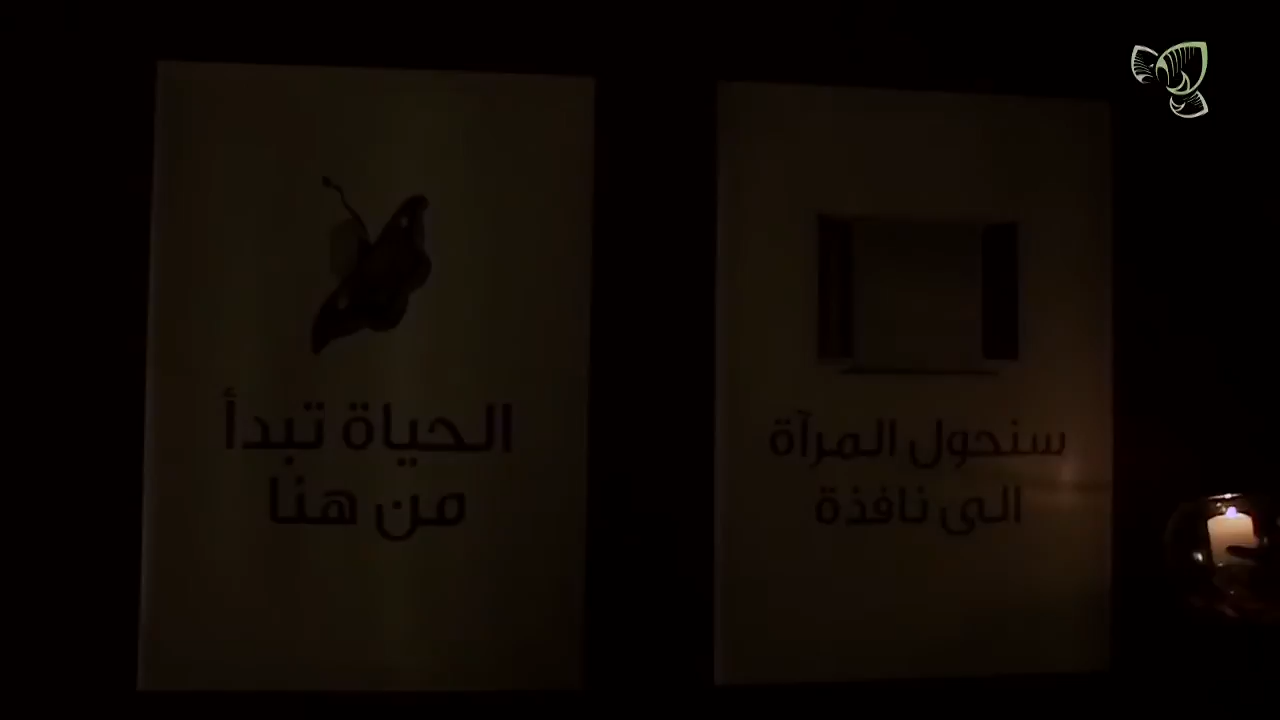 سنحول المرآة
الى نافذة
الحياة تبدأ
من هنا